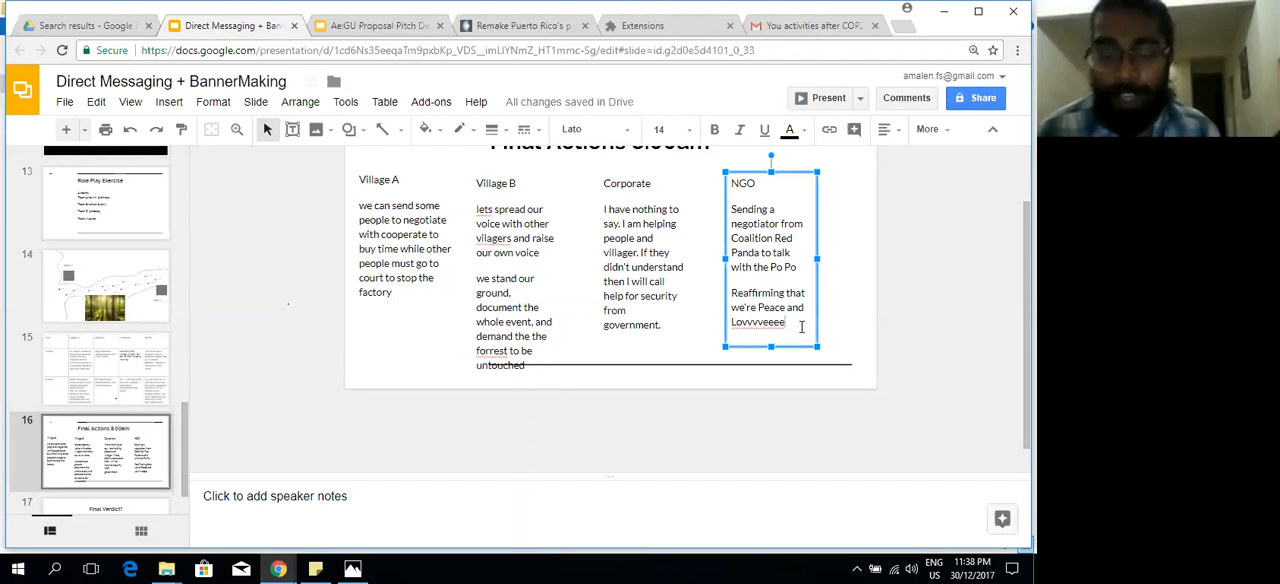 Search results - Google
Direct Messaging + Ban
Ae:GU Proposal Pitch De
Remake Puerto Rico's p
Extensions
You activities after COP2
Secure
https://docs.google.com/presentation/d/1cd6Ns35eeqaTm9pxbKp_VDS__imLlYNmZ_HT1mmc-Sg/edit#slide=id.g2d0e5d4101_0_33
Direct Messaging + BannerMaking
amalen.fs@gmail.com
File Edit View Insert Format Slide Arrange Tools Table Add-ons Help All changes saved in Drive
Present
Comments
Share
Lato
14
B I U A
More
13
Role Play Exercise
14
15
16
Final Actions 8.00am
17
Final Verdict?
Final Actions 8.00am
Village A
we can send some
people to negotiate
with cooperate to
buy time while other
people must go to
court to stop the
factory
Village B
lets spread our
voice with other
vilagers and raise
our own voice
we stand our
ground,
document the
whole event, and
demand the the
forrest to be
untouched
Corporate
I have nothing to
say. I am helping
people and
villager. If they
didn't understand
then I will call
help for security
from
government.
NGO
Sending a
negotiator from
Coalition Red
Panda to talk
with the Po Po
Reaffirming that
we're Peace and
Lovvvveeee
Click to add speaker notes
ENG
US
11:38 PM
30/12/2017